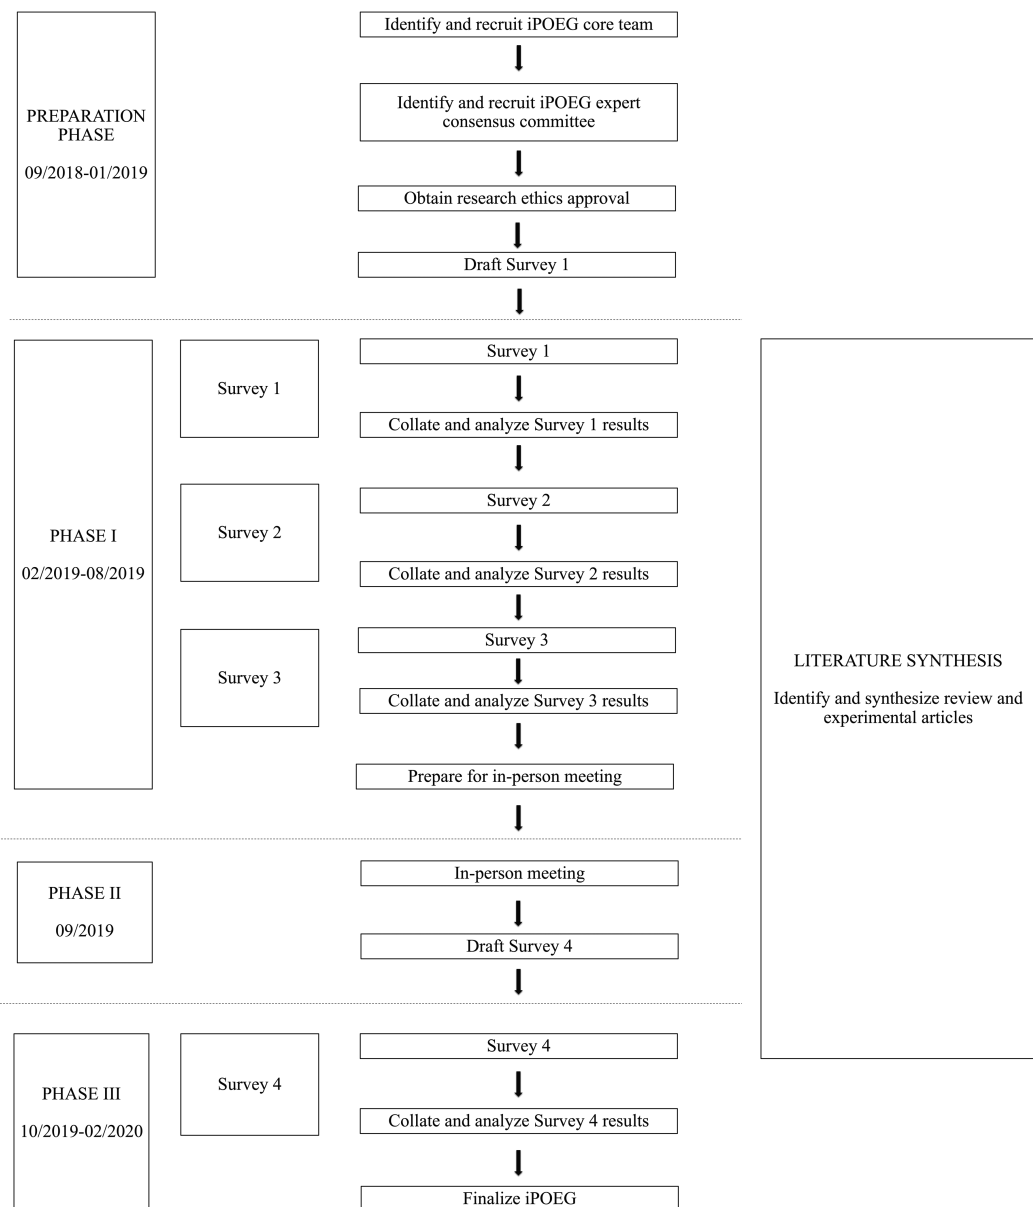 Identify and recruit iPOEG core team
PREPARATION
PHASE
09/2018-01/2019
Identify and recruit iPOEG expert
consensus committee
Obtain research ethics approval
Draft Survey 1
PHASE I
02/2019-08/2019
Survey 1
Survey 1
Collate and analyze Survey 1 results
Survey 2
Survey 2
Collate and analyze Survey 2 results
Survey 3
Survey 3
Collate and analyze Survey 3 results
Prepare for in-person meeting
LITERATURE SYNTHESIS
Identify and synthesize review and
experimental articles
PHASE II
09/2019
In-person meeting
Draft Survey 4
PHASE III
10/2019-02/2020
Survey 4
Survey 4
Collate and analyze Survey 4 results
Finalize iPOEG